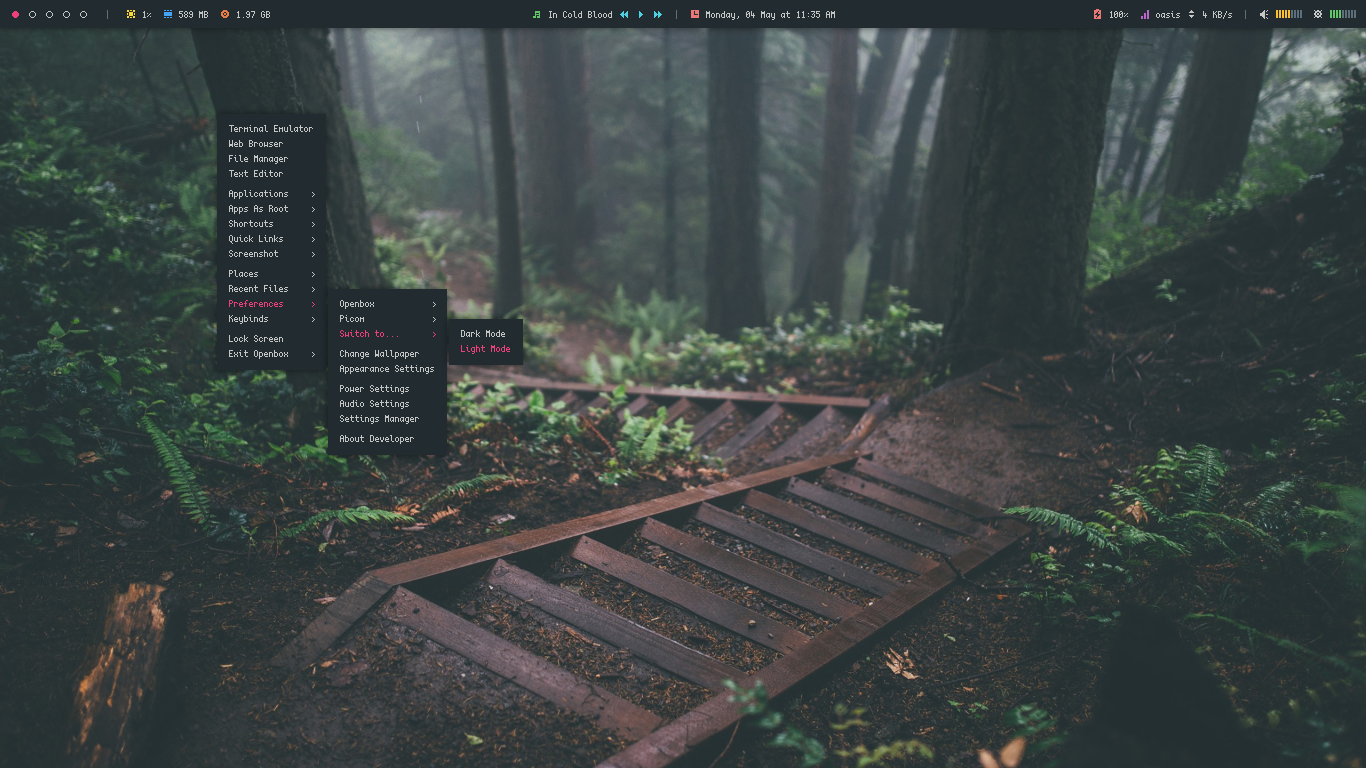 1% 589 MB 1.97 GB In Cold Blood Monday, 04 May at 11:35 AM 100% oasis 4 KB/s
Terminal Emulator
Web Browser
File Manager
Text Editor
Applications
Apps As Root
Shortcuts
Quick Links
Screenshot
Places
Recent Files
Preferences
Keybinds
Lock Screen
Exit Openbox
Openbox
Picom
Switch to...
Change Wallpaper
Appearance Settings
Power Settings
Audio Settings
Settings Manager
About Developer
Dark Mode
Light Mode